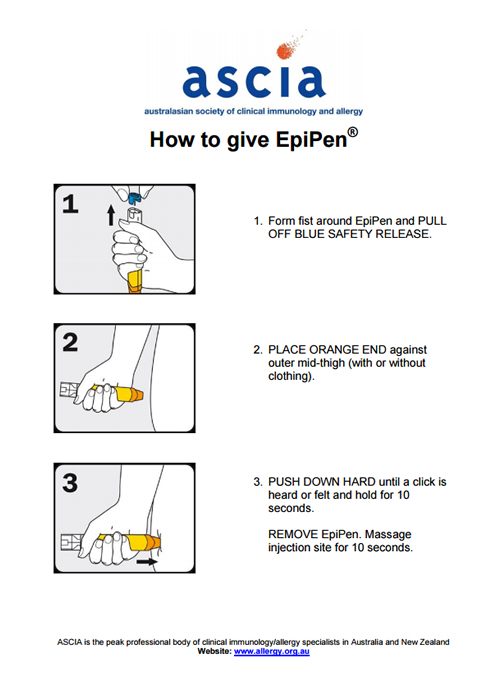 ascia
australasian society of clinical immunology and allergy
How to give EpiPen®
1
1. Form fist around EpiPen and PULL
OFF BLUE SAFETY RELEASE.
2
2. PLACE ORANGE END against
outer mid-thigh (with or without
clothing).
3
3. PUSH DOWN HARD until a click is
heard or felt and hold for 10
seconds.
REMOVE EpiPen. Massage
injection site for 10 seconds.
ASCIA is the peak professional body of clinical immunology/allergy specialists in Australia and New Zealand
Website: www.allergy.org.au